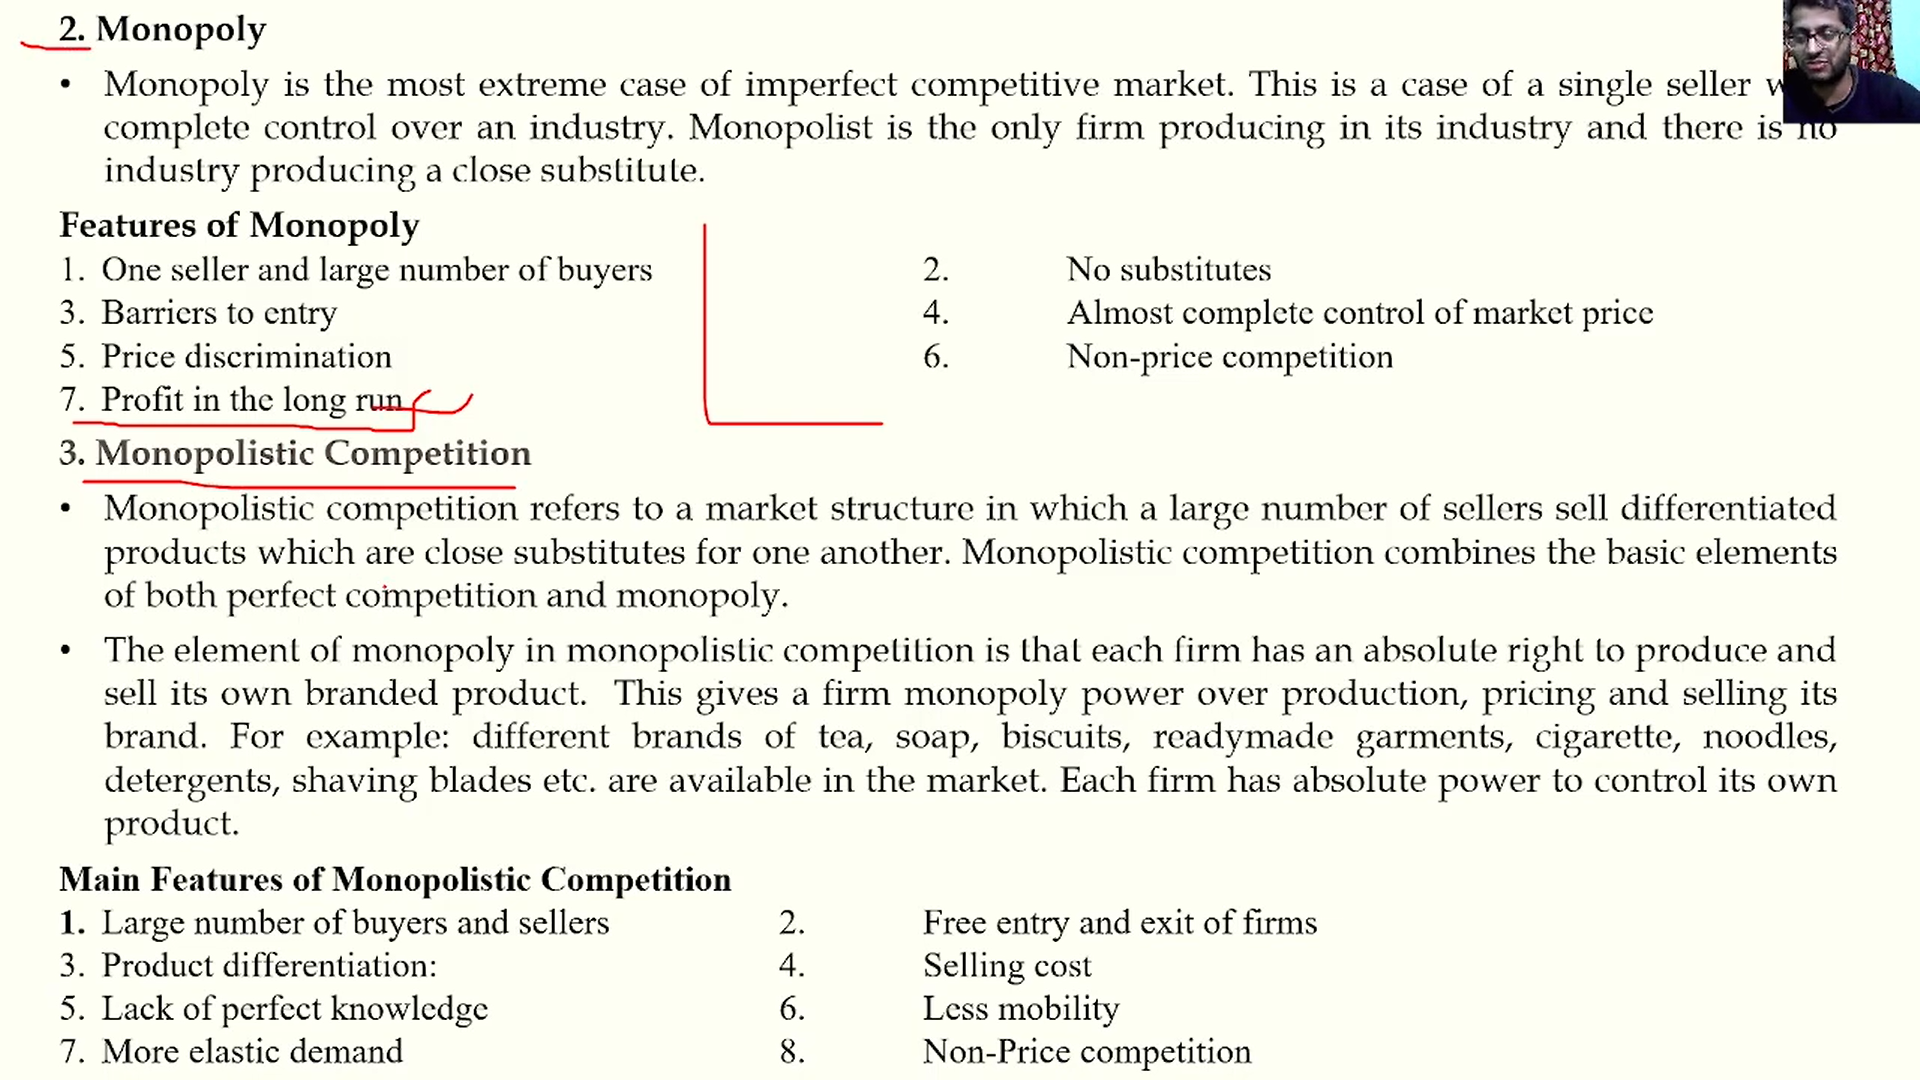 2. Monopoly
• Monopoly is the most extreme case of imperfect competitive market. This is a case of a single seller
complete control over an industry. Monopolist is the only firm producing in its industry and there is no
industry producing a close substitute.
Features of Monopoly
1. One seller and large number of buyers 2. No substitutes
3. Barriers to entry 4. Almost complete control of market price
5. Price discrimination 6. Non-price competition
7. Profit in the long run
3. Monopolistic Competition
• Monopolistic competition refers to a market structure in which a large number of sellers sell differentiated
products which are close substitutes for one another. Monopolistic competition combines the basic elements
of both perfect competition and monopoly.
• The element of monopoly in monopolistic competition is that each firm has an absolute right to produce and
sell its own branded product. This gives a firm monopoly power over production, pricing and selling its
brand. For example: different brands of tea, soap, biscuits, readymade garments, cigarette, noodles,
detergents, shaving blades etc. are available in the market. Each firm has absolute power to control its own
product.
Main Features of Monopolistic Competition
1. Large number of buyers and sellers 2. Free entry and exit of firms
3. Product differentiation: 4. Selling cost
5. Lack of perfect knowledge 6. Less mobility
7. More elastic demand 8. Non-Price competition